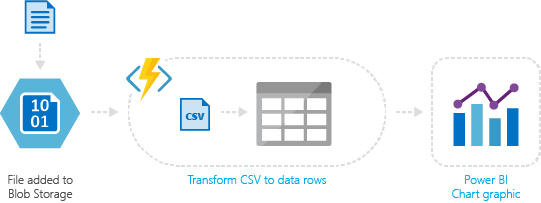 10
01
CSV
File added to
Blob Storage
Transform CSV to data rows
Power BI
Chart graphic